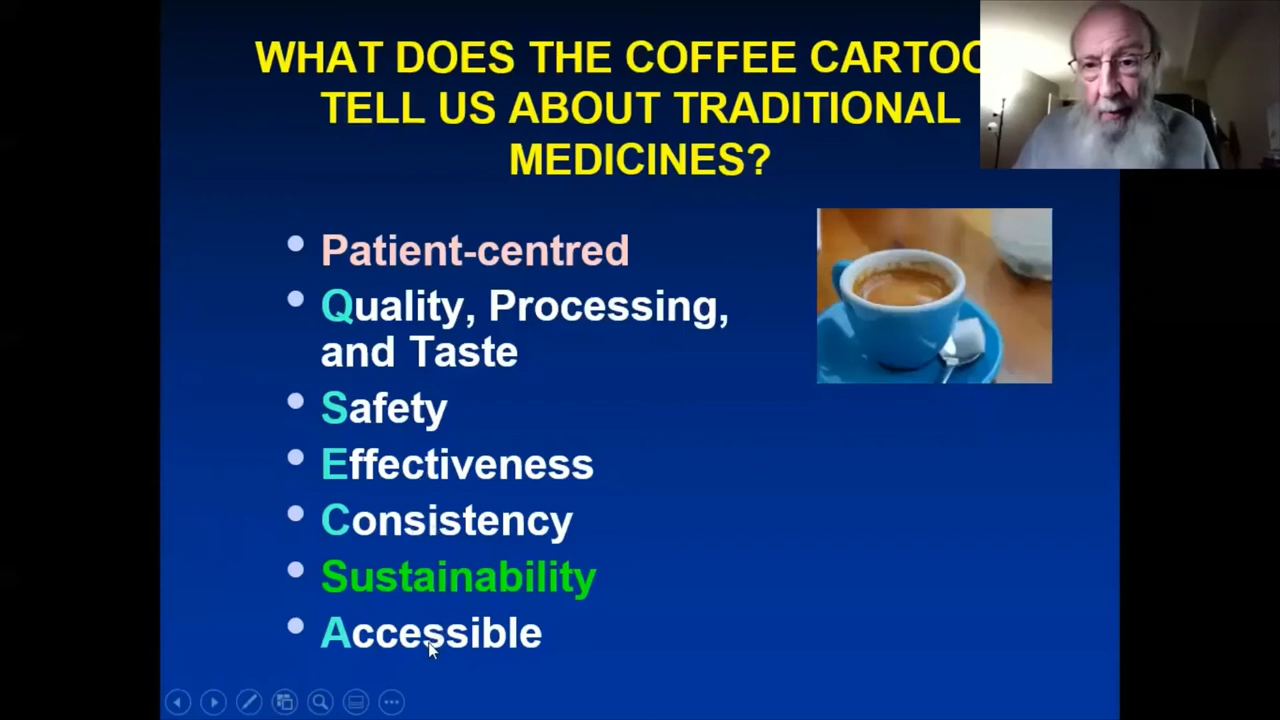 WHAT DOES THE COFFEE CARTOO
TELL US ABOUT TRADITIONAL
MEDICINES?
• Patient-centred
• Quality, Processing,
and Taste
• Safety
• Effectiveness
• Consistency
• Sustainability
• Accessible